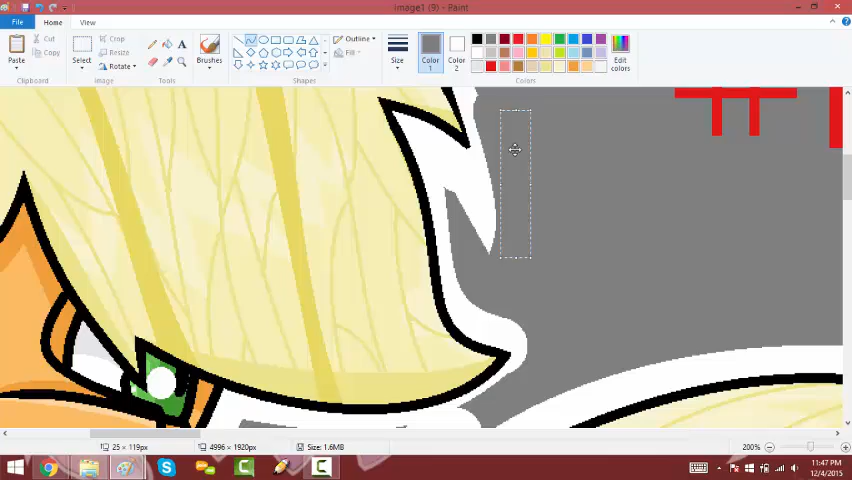 Image1 (9) - Paint
File
Home
View
Paste
Cut
Copy
Clipboard
Select
Crop
Resize
Rotate
Image
Tools
Brushes
Outline
Fill
Shapes
Size
Color 1
Color 2
Edit colors
Colors
25 × 119px
4996 × 1920px
Size: 1.6MB
200%
11:47 PM
12/4/2015